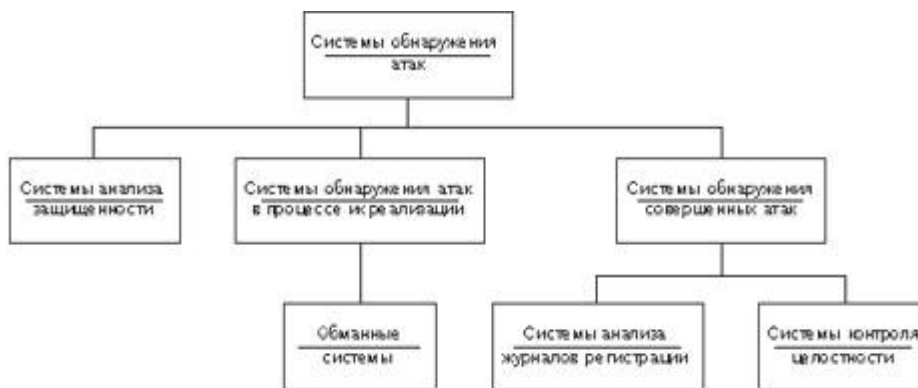 Системы обнаружения
атак
Системы анализа
защищенности
Системы обнаружения атак
в процессе их реализации
Системы обнаружения
совершенных атак
Обманные
системы
Системы анализа
журналов регистрации
Системы контроля
целостности